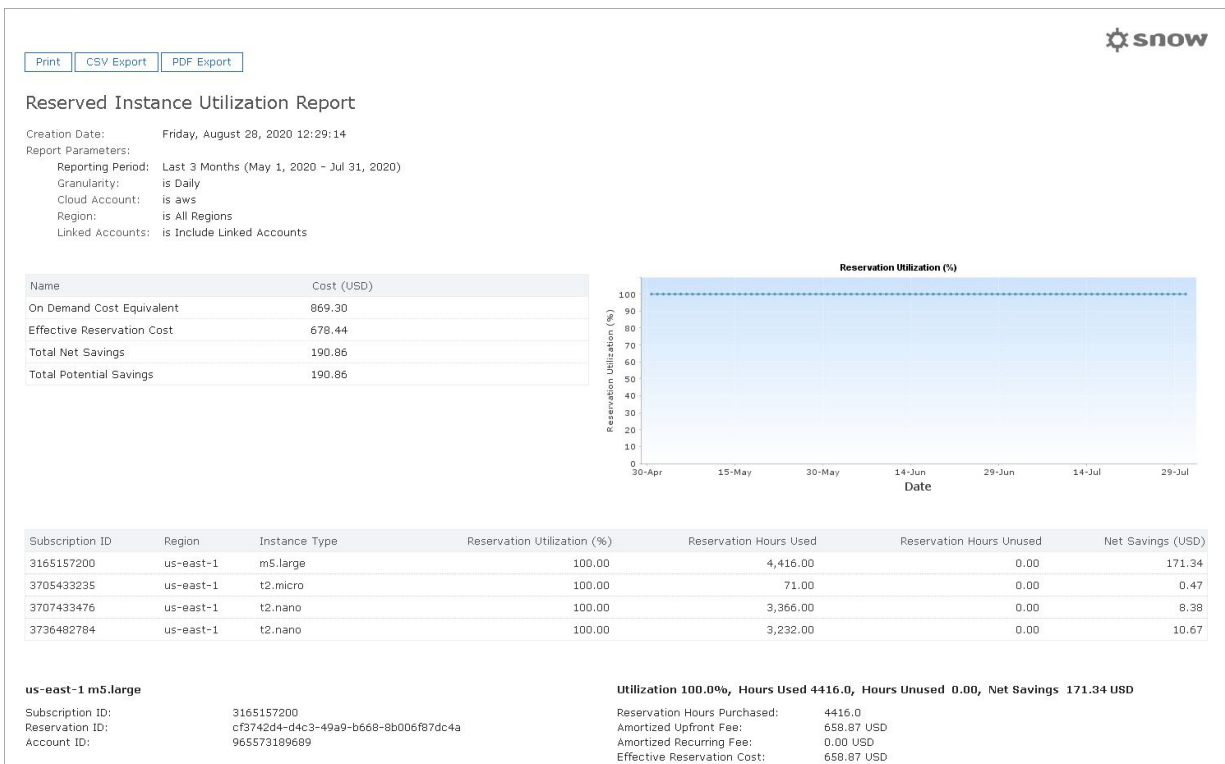 snow
Print CSV Export PDF Export
Reserved Instance Utilization Report
Creation Date: Friday, August 28, 2020 12:29:14
Report Parameters:
Reporting Period: Last 3 Months (May 1, 2020 - Jul 31, 2020)
Granularity: is Daily
Cloud Account: is aws
Region: is All Regions
Linked Accounts: is Include Linked Accounts
Name Cost (USD)
On Demand Cost Equivalent 869.30
Effective Reservation Cost 678.44
Total Net Savings 190.86
Total Potential Savings 190.86
Reservation Utilization (%)
Reservation Utilization (%)
100
90
80
70
60
50
40
30
20
10
0
30-Apr 15-May 30-May 14-Jun 29-Jun 14-Jul 29-Jul
Date
Subscription ID Region Instance Type Reservation Utilization (%) Reservation Hours Used Reservation Hours Unused Net Savings (USD)
3165157200 us-east-1 m5.large 100.00 4,416.00 0.00 171.34
3705433235 us-east-1 t2.micro 100.00 71.00 0.00 0.47
3707433476 us-east-1 t2.nano 100.00 3,366.00 0.00 8.38
3736482784 us-east-1 t2.nano 100.00 3,232.00 0.00 10.67
us-east-1 m5.large Utilization 100.0%, Hours Used 4416.0, Hours Unused 0.00, Net Savings 171.34 USD
Subscription ID: 3165157200 Reservation Hours Purchased: 4416.0
Reservation ID: cf3742d4-d4c3-49a9-b668-8b006f87dc4a Amortized Upfront Fee: 658.87 USD
Account ID: 965573189689 Amortized Recurring Fee: 0.00 USD
Effective Reservation Cost: 658.87 USD